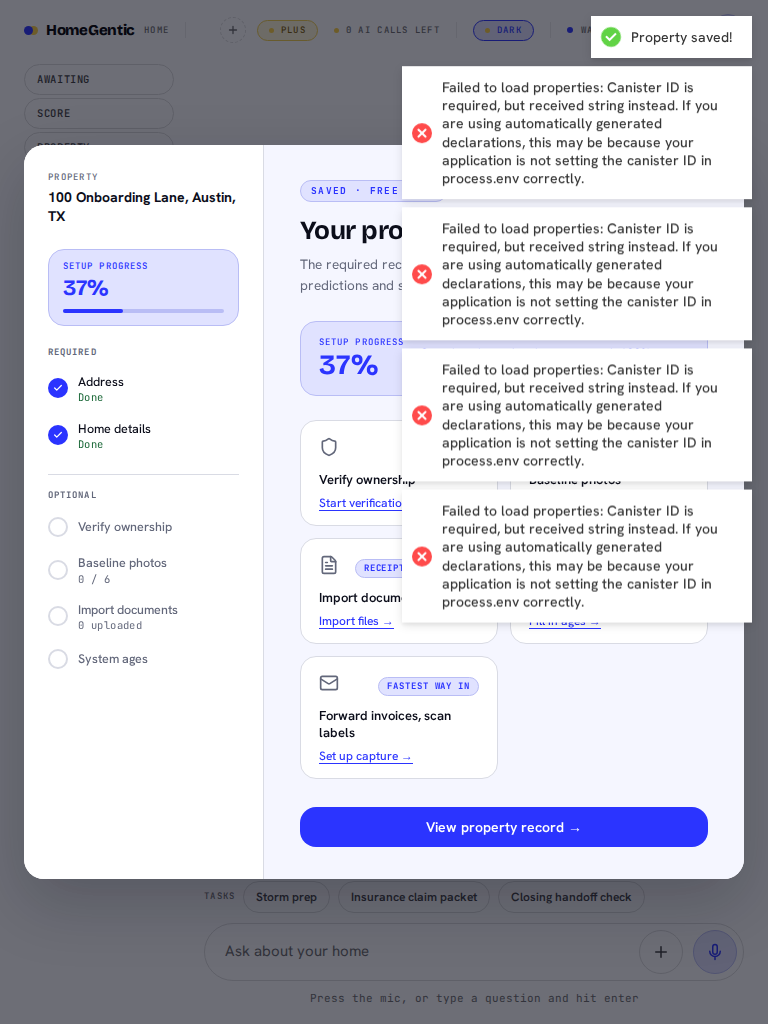 HomeGentic
HOME
+
PLUS
0 AI CALLS LEFT
DARK
WA
Property saved!
AWAITING
SCORE
Failed to load properties: Canister ID is
required, but received string instead. If you
are using automatically generated
declarations, this may be because your
application is not setting the canister ID in
process.env correctly.
Failed to load properties: Canister ID is
required, but received string instead. If you
are using automatically generated
declarations, this may be because your
application is not setting the canister ID in
process.env correctly.
Failed to load properties: Canister ID is
required, but received string instead. If you
are using automatically generated
declarations, this may be because your
application is not setting the canister ID in
process.env correctly.
Failed to load properties: Canister ID is
required, but received string instead. If you
are using automatically generated
declarations, this may be because your
application is not setting the canister ID in
process.env correctly.
PROPERTY
100 Onboarding Lane, Austin,
TX
SETUP PROGRESS
37%
REQUIRED
Address
Done
Home details
Done
OPTIONAL
Verify ownership
Baseline photos
0 / 6
Import documents
0 uploaded
System ages
SAVED · FREE
Your pro
The required rec
predictions and s
SETUP PROGRESS
37%
Verify ownership
Start verificatio
Baseline photos
RECEIPT
Import docum
Import files →
Fill in ages →
FASTEST WAY IN
Forward invoices, scan
labels
Set up capture →
View property record →
TASKS
Storm prep
Insurance claim packet
Closing handoff check
Ask about your home
+
Press the mic, or type a question and hit enter